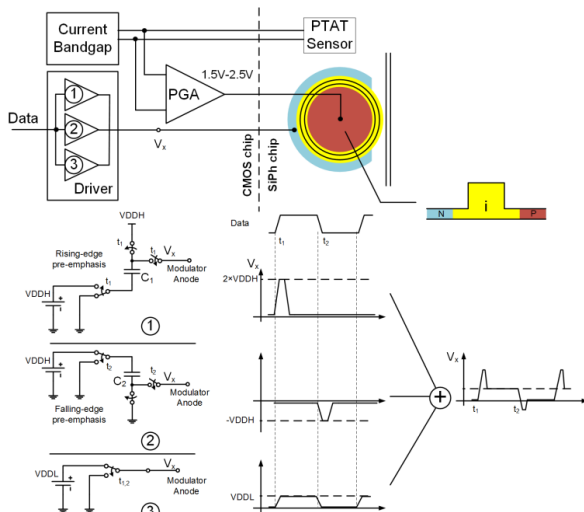 Current
Bandgap
PTAT
Sensor
PGA
1.5V-2.5V
Data
1
2
3
Driver
Vx
CMOS chip
SiPh chip
N
i
P
VDDH
t1
t1
Vx
Rising-edge
pre-emphasis
C1
Modulator
Anode
t1
VDDH
1
VDDH
t2
t2
Vx
C2
Modulator
Anode
Falling-edge
pre-emphasis
2
VDDL
Vx
t1,2
Modulator
Anode
3
Data
t1
t2
Vx
2×VDDH
-VDDH
VDDL
+
Vx
t1
t2